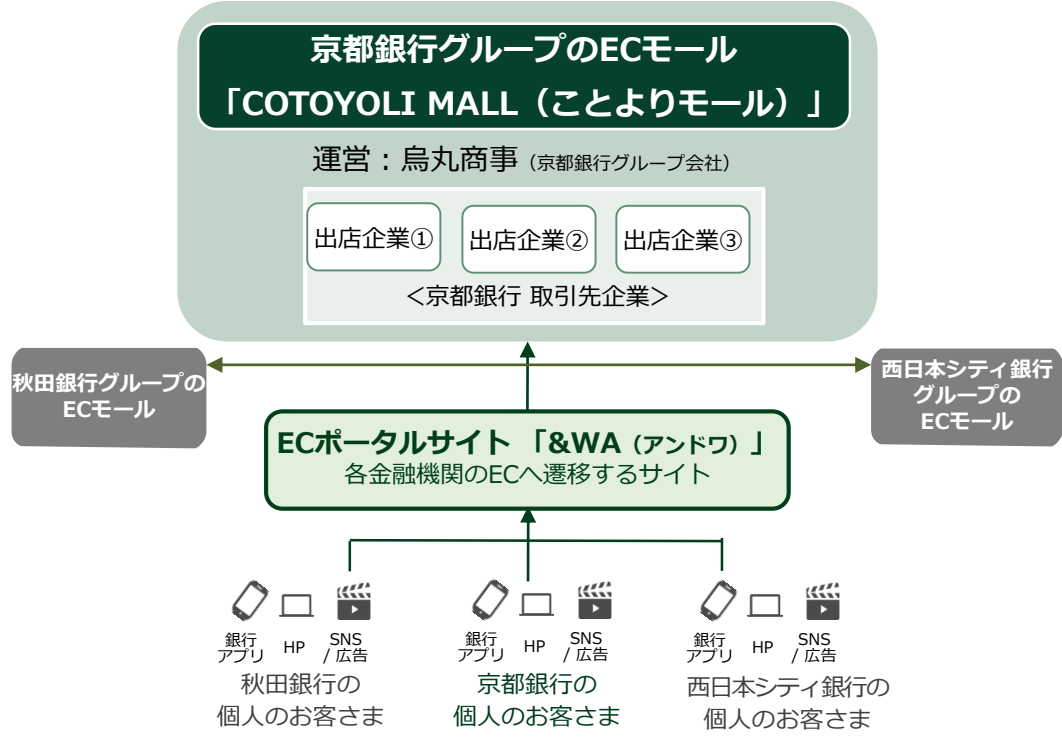 京都銀行グループのECモール
「COTOYOLI MALL（ことよりモール）」
運営：烏丸商事（京都銀行グループ会社）
出店企業① 出店企業② 出店企業③
＜京都銀行 取引先企業＞
秋田銀行グループの
ECモール
西日本シティ銀行
グループの
ECモール
ECポータルサイト「&WA（アンドワ）」
各金融機関のECへ遷移するサイト
銀行
アプリ
HP
SNS
/ 広告
秋田銀行の
個人のお客さま
銀行
アプリ
HP
SNS
/ 広告
京都銀行の
個人のお客さま
銀行
アプリ
HP
SNS
/ 広告
西日本シティ銀行の
個人のお客さま